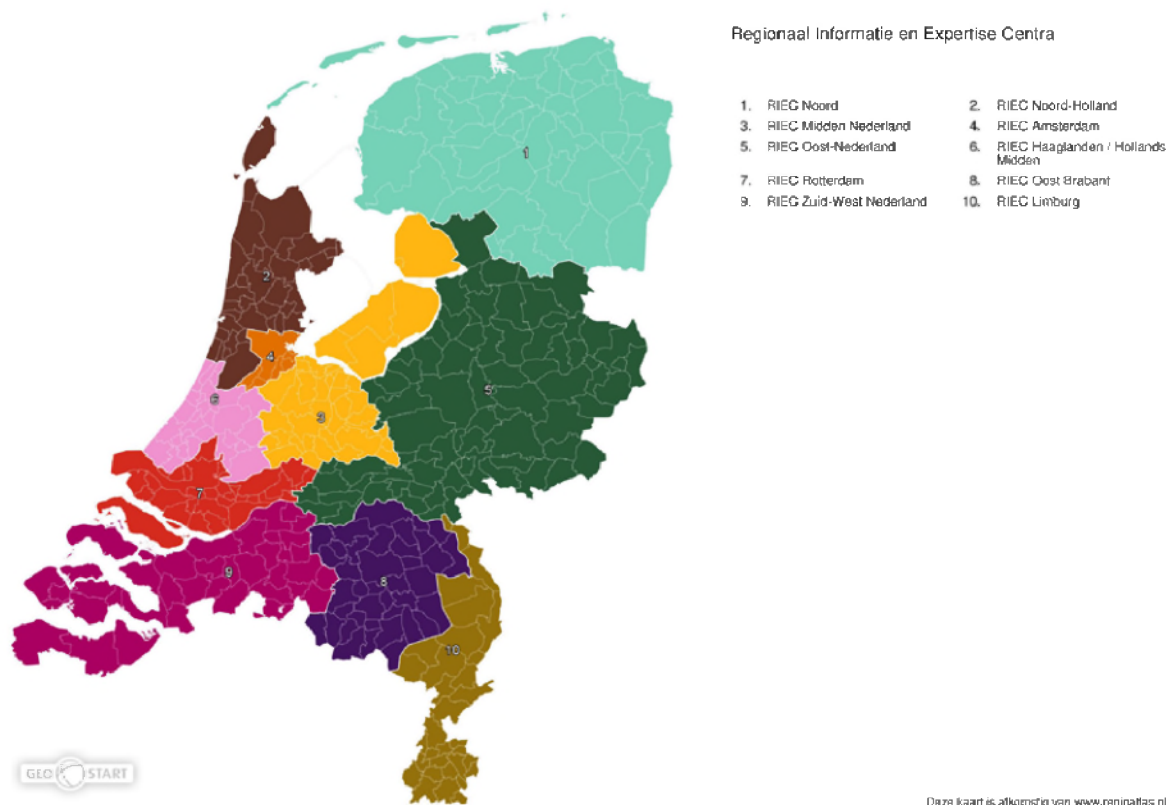 Regionaal Informatie en Expertise Centra
1. RIEC Noord
2. RIEC Noord-Holland
3. RIEC Midden Nederland
4. RIEC Amsterdam
5. RIEC Oost-Nederland
6. RIEC Haaglanden / Hollands
Midden
7. RIEC Rotterdam
8. RIEC Oost Brabant
9. RIEC Zuid-West Nederland
10. RIEC Limburg
1
2
4
5
6
3
7
9
8
10
GEO START
Deze kaart is afkomstig van www.regioatlas.nl